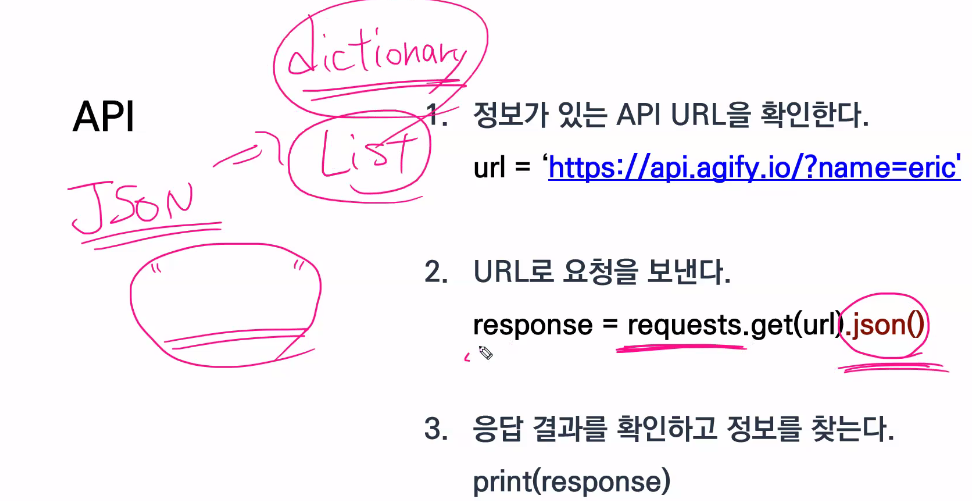 dictionary
API
JSON
List
" "
1. 정보가 있는 API URL을 확인한다.
url = ‘https://api.agify.io/?name=eric'
2. URL로 요청을 보낸다.
response = requests.get(url).json()
3. 응답 결과를 확인하고 정보를 찾는다.
print(response)